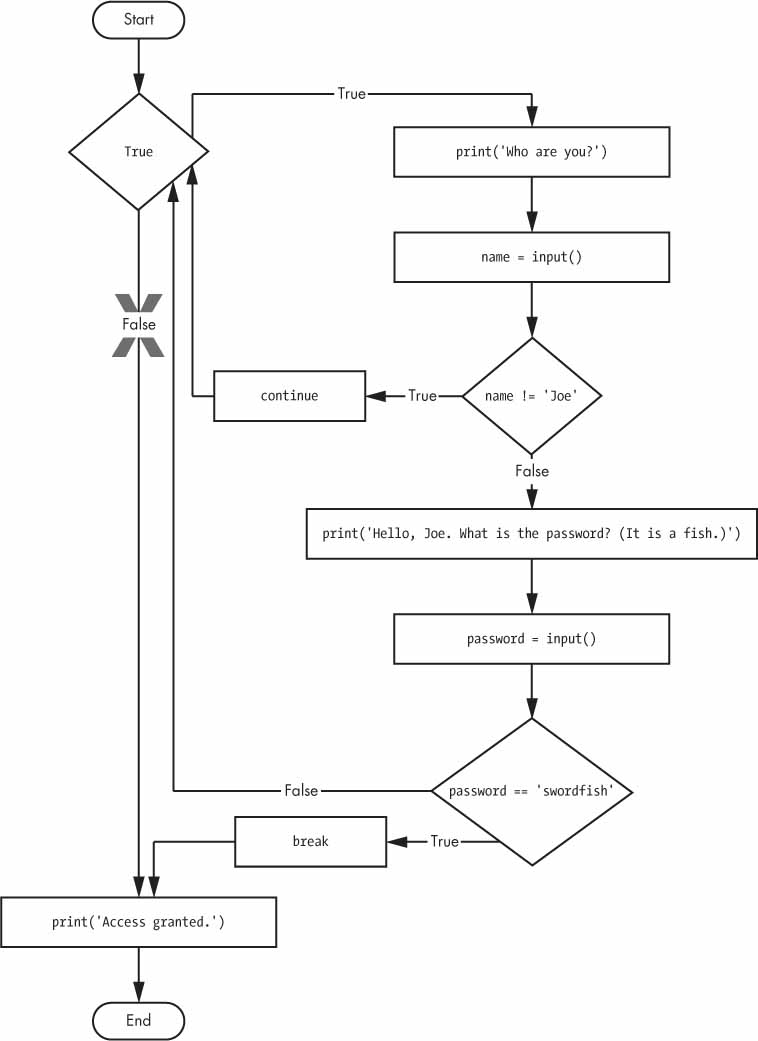 Start
True
True
print('Who are you?')
name = input()
False
continue
True
name != 'Joe'
False
print('Hello, Joe. What is the password? (It is a fish.)')
password = input()
False
password == 'swordfish'
break
True
print('Access granted.')
End